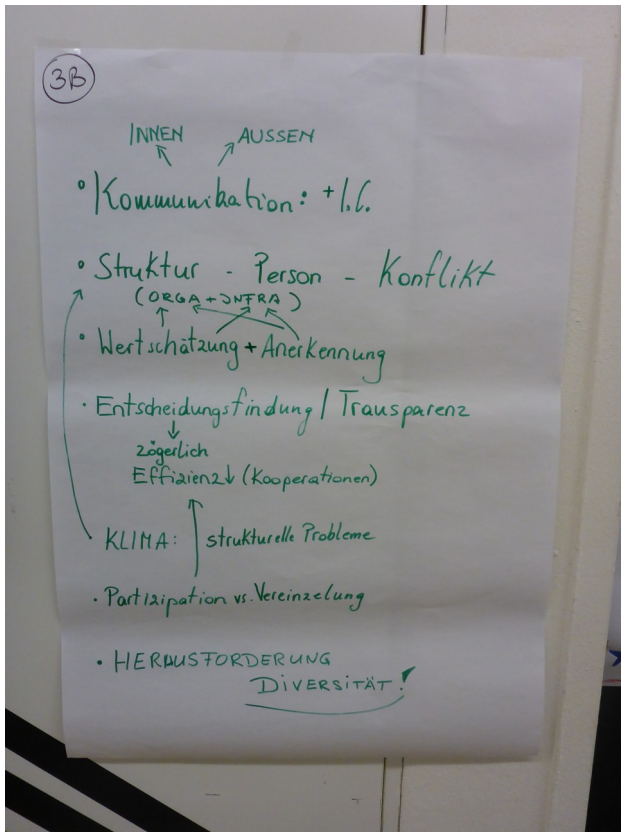 3B
INNEN AUSSEN
Kommunikation: + I.C.
Struktur - Person - Konflikt
(ORGA + INFRA)
Wertschätzung + Anerkennung
Entscheidungsfindung / Transparenz
zögerlich
Effizienz↓ (Kooperationen)
KLIMA: strukturelle Probleme
Partizipation vs. Vereinzelung
HERAUSFORDERUNG
DIVERSITÄT!